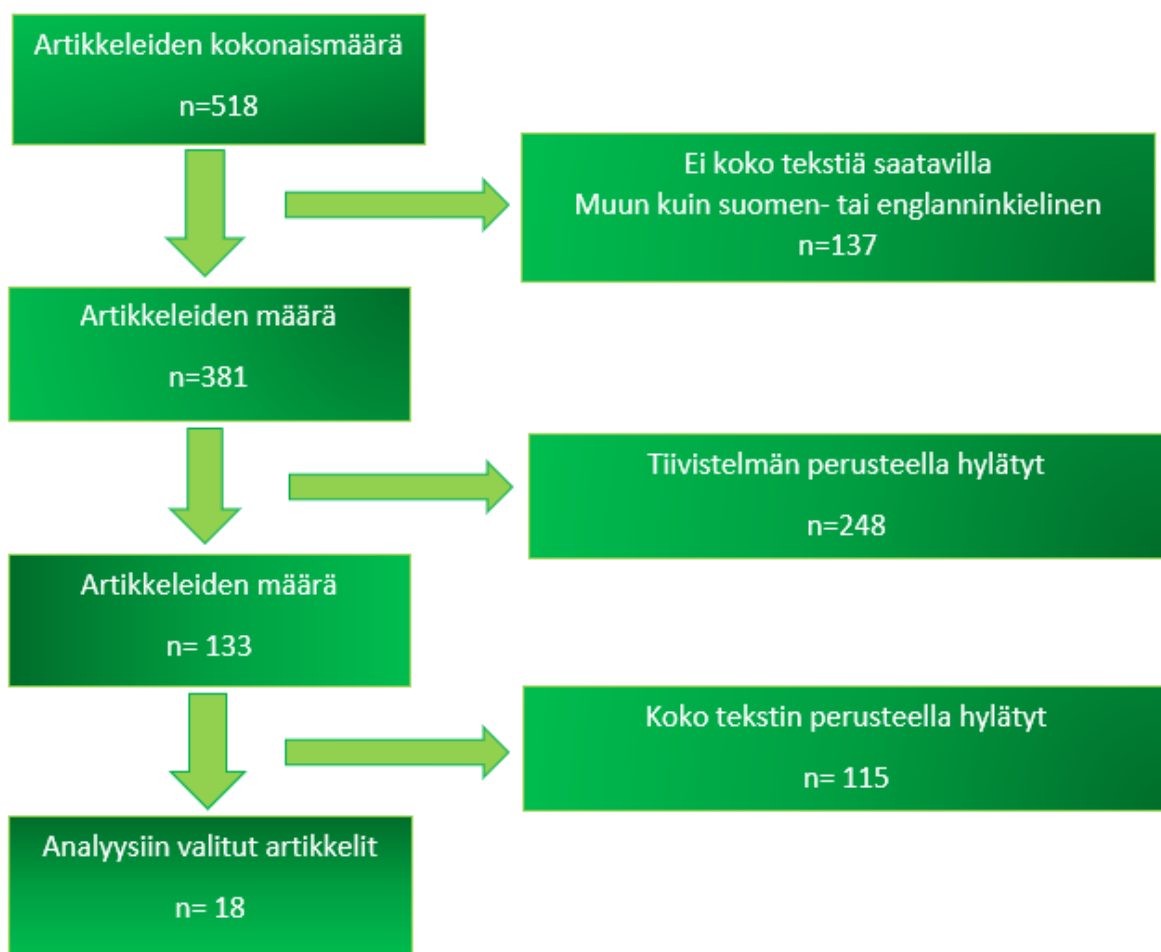 Artikkeleiden kokonaismäärä
n=518
Ei koko tekstiä saatavilla
Muun kuin suomen- tai englanninkielinen
n=137
Artikkeleiden määrä
n=381
Tiivistelmän perusteella hylätyt
n=248
Artikkeleiden määrä
n= 133
Koko tekstin perusteella hylätyt
n= 115
Analyysiin valitut artikkelit
n= 18